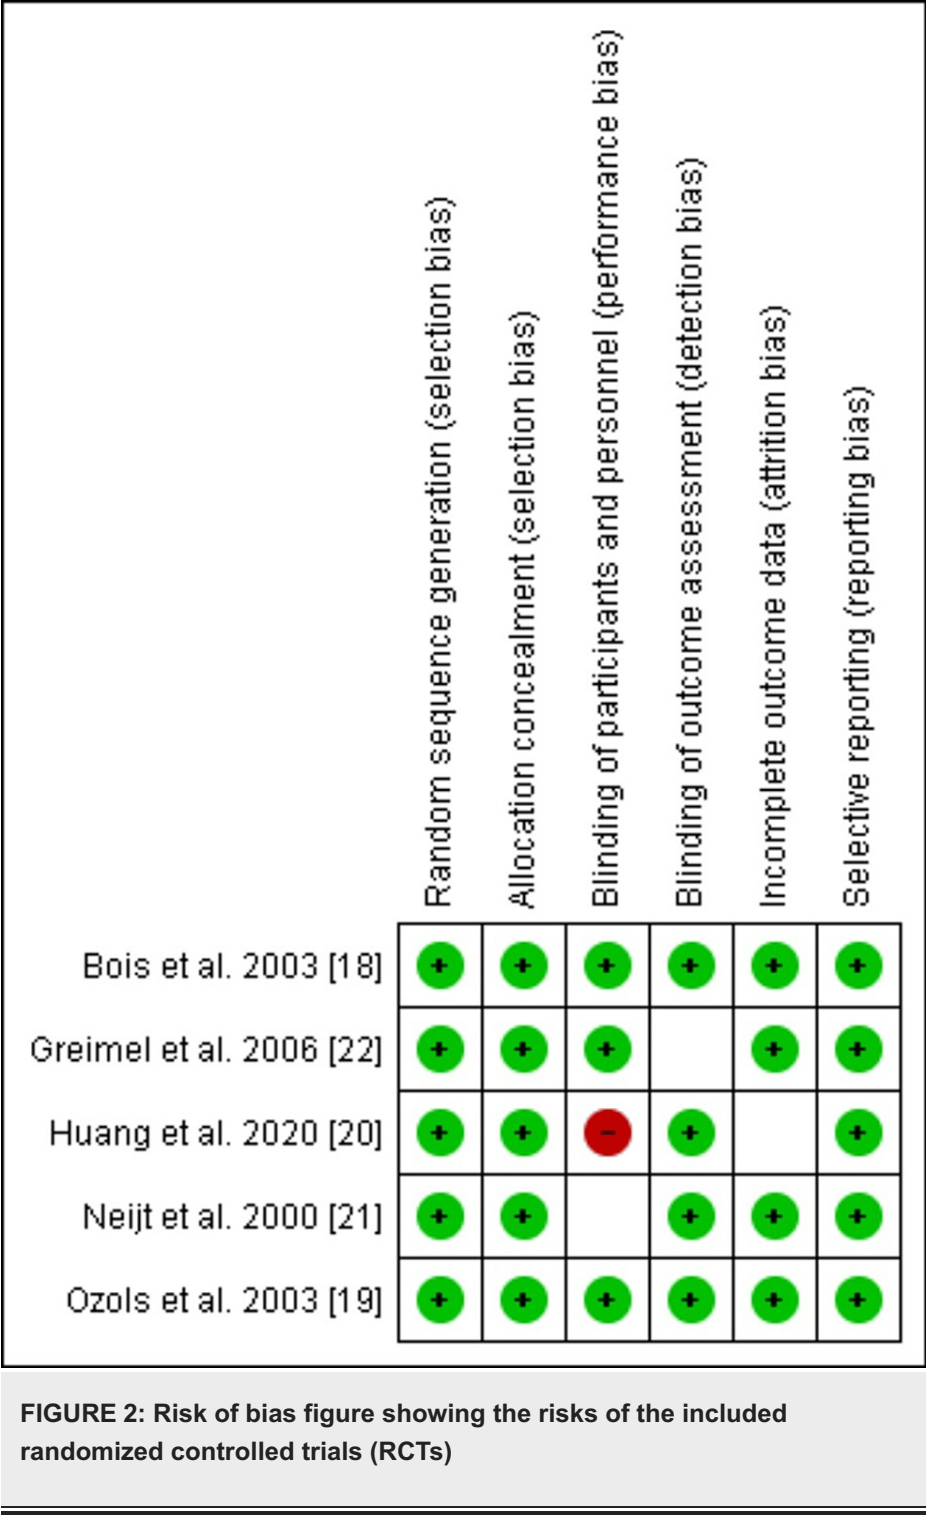 Random sequence generation (selection bias)
Allocation concealment (selection bias)
Blinding of participants and personnel (performance bias)
Blinding of outcome assessment (detection bias)
Incomplete outcome data (attrition bias)
Selective reporting (reporting bias)
Bois et al. 2003 [18] + + + + + +
Greimel et al. 2006 [22] + + + + +
Huang et al. 2020 [20] + + - + +
Neijt et al. 2000 [21] + + + + +
Ozols et al. 2003 [19] + + + + + +
FIGURE 2: Risk of bias figure showing the risks of the included
randomized controlled trials (RCTs)